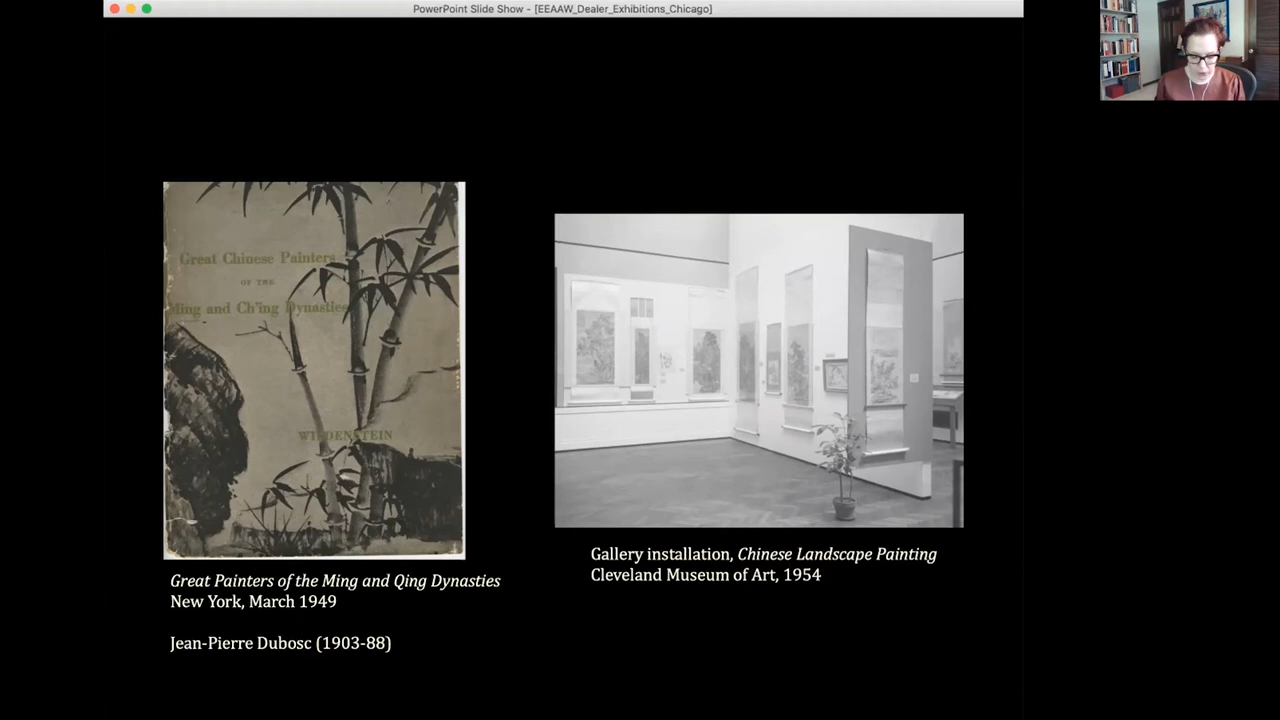 PowerPoint Slide Show - [EEAAW_Dealer_Exhibitions_Chicago]
Great Chinese Painters
OF THE
Ming and Ch'ing Dynasties
WILDENSTEIN
Great Painters of the Ming and Qing Dynasties
New York, March 1949
Jean-Pierre Dubosc (1903-88)
Gallery installation, Chinese Landscape Painting
Cleveland Museum of Art, 1954